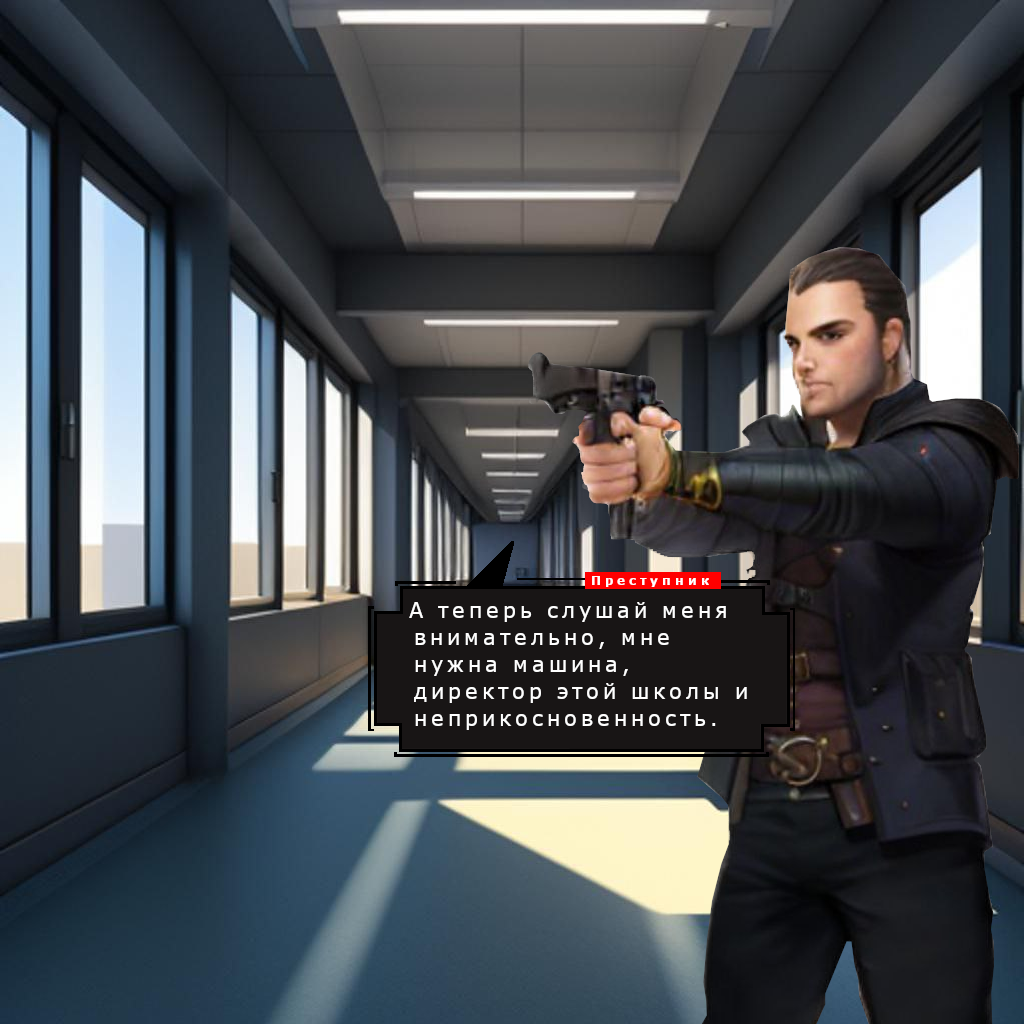 Преступник
А теперь слушай меня
внимательно, мне
нужна машина,
директор этой школы и
неприкосновенность.